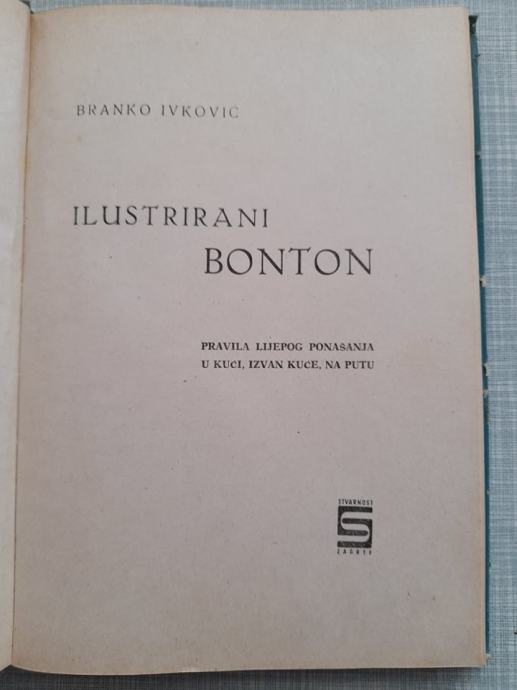 BRANKO IVKOVIĆ
ILUSTRIRANI
BONTON
PRAVILA LIJEPOG PONAŠANJA
U KUĆI, IZVAN KUĆE, NA PUTU
STVARNOST
ZAGREB